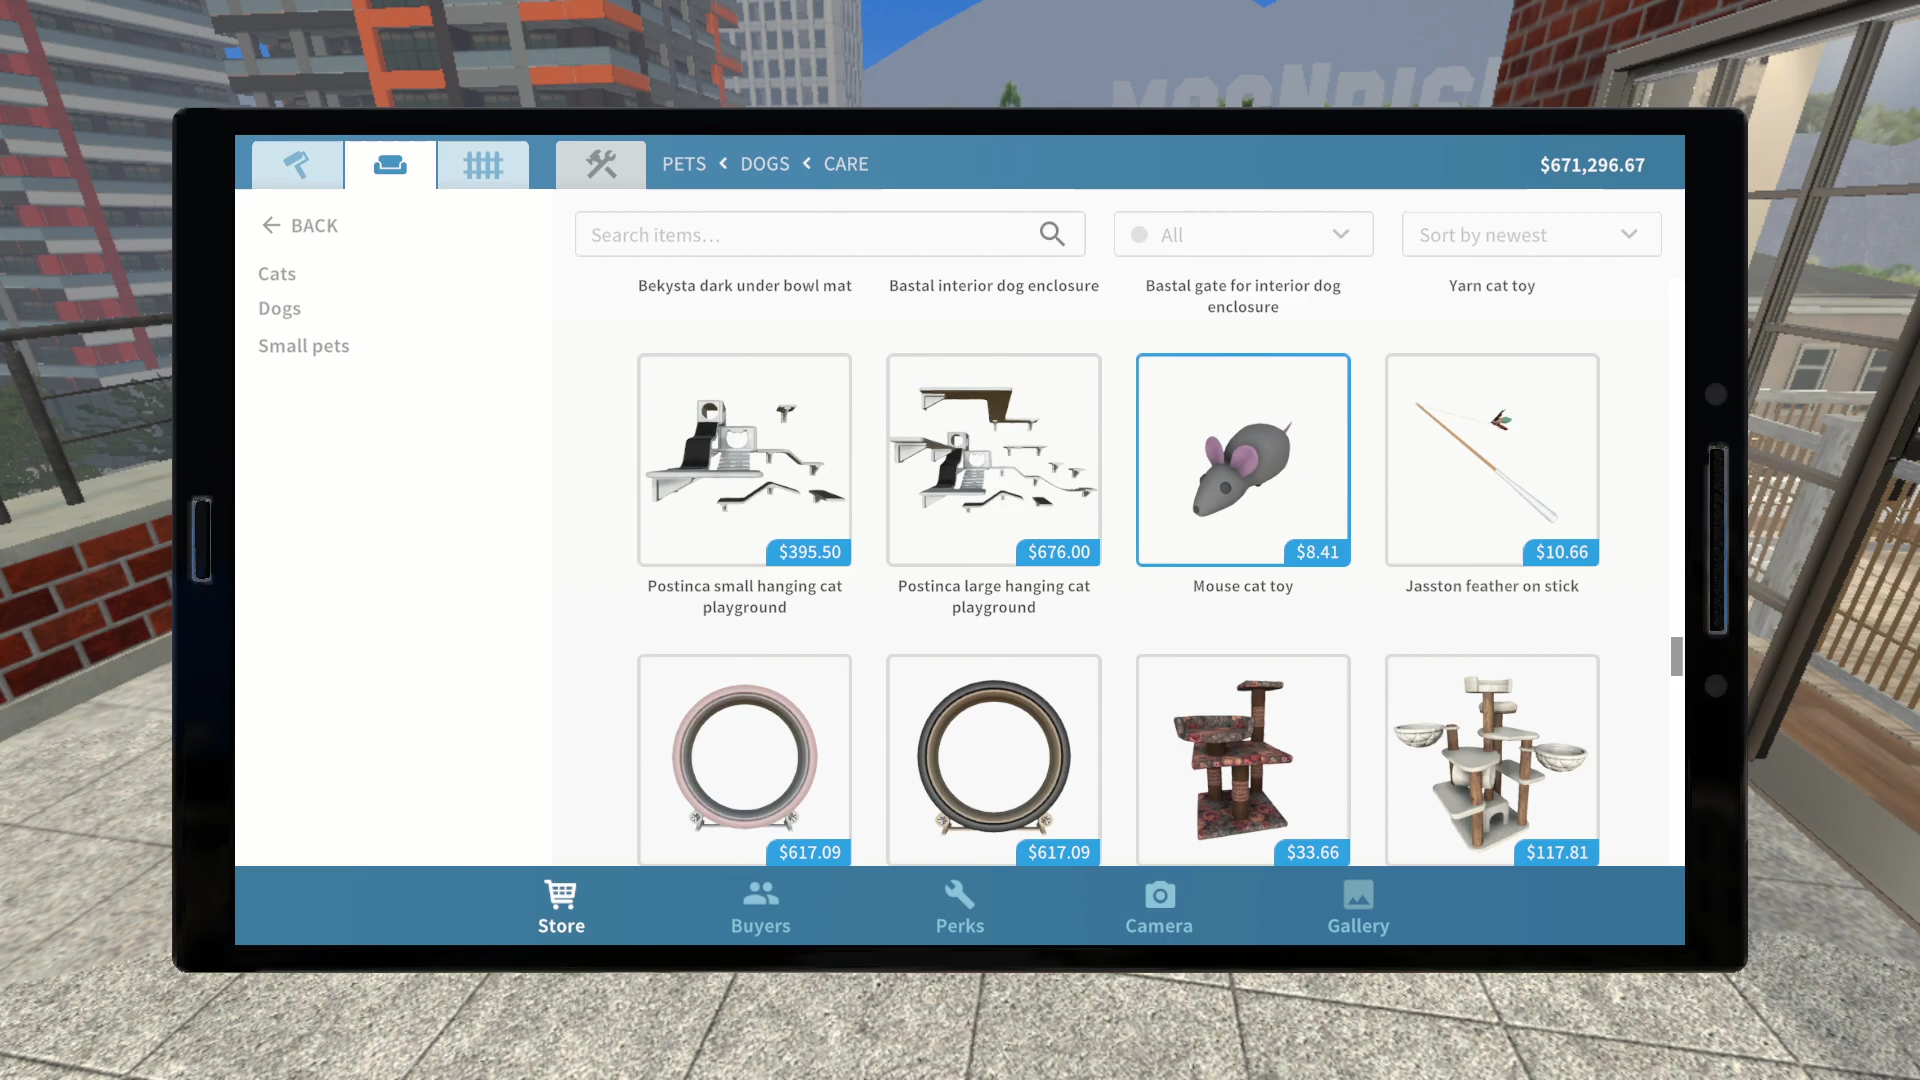 MOONDISH
PETS < DOGS < CARE
$671,296.67
BACK
Cats
Dogs
Small pets
Search items...
All
Sort by newest
Bekysta dark under bowl mat
Bastal interior dog enclosure
Bastal gate for interior dog
enclosure
Yarn cat toy
$395.50
$676.00
$8.41
$10.66
Postinca small hanging cat
playground
Postinca large hanging cat
playground
Mouse cat toy
Jasston feather on stick
$617.09
$617.09
$33.66
$117.81
Store
Buyers
Perks
Camera
Gallery